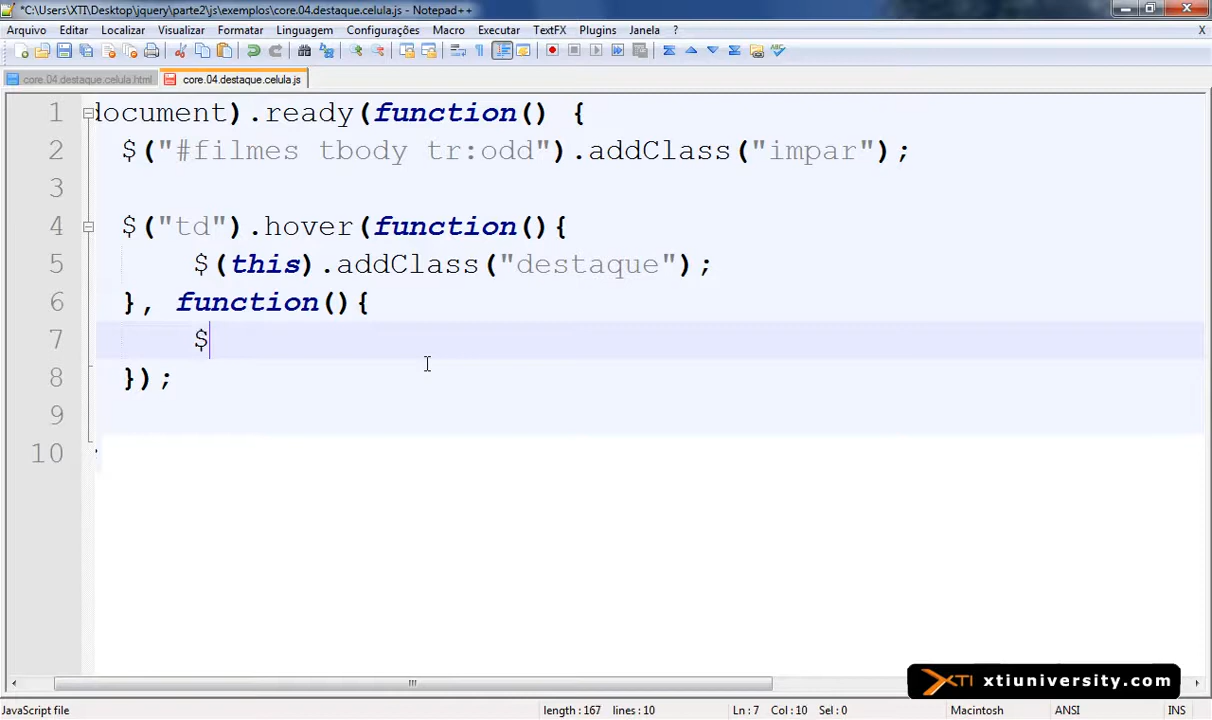 *C:\Users\XTI\Desktop\jquery\parte2\js\exemplos\core.04.destaque.celula.js - Notepad++
Arquivo Editar Localizar Visualizar Formatar Linguagem Configurações Macro Executar TextFX Plugins Janela ? X
core.04.destaque.celula.html core.04.destaque.celula.js
1 document).ready(function() {
2 $("#filmes tbody tr:odd").addClass("impar");
3
4 $("td").hover(function(){
5 $(this).addClass("destaque");
6 }, function(){
7 $
8 });
9
10
XTI xtiuniversity.com
JavaScript file length : 167 lines : 10 Ln : 7 Col : 10 Sel : 0 Macintosh ANSI INS